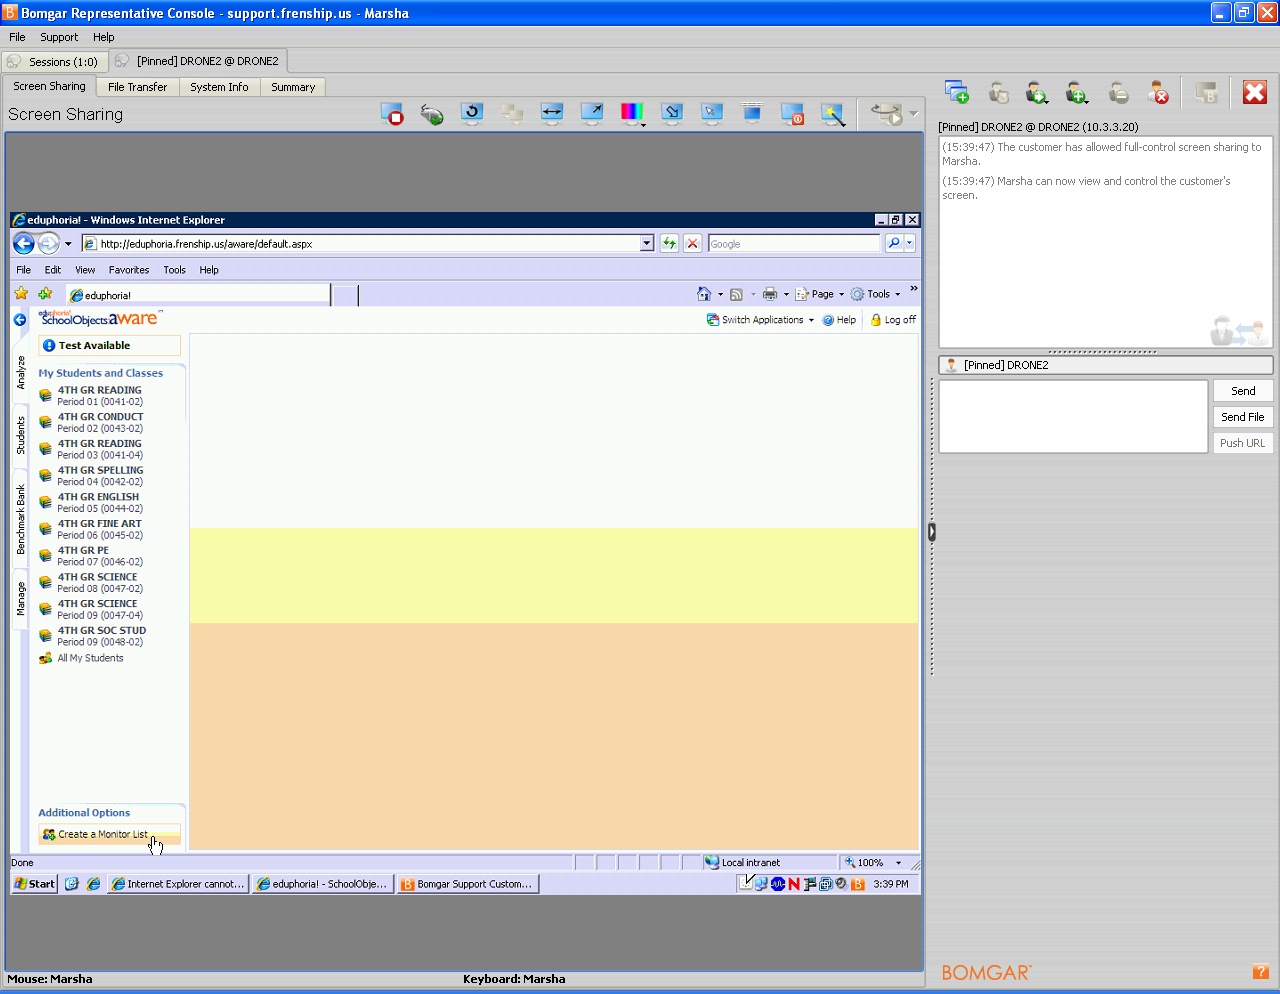 Bomgar Representative Console - support.frenship.us - Marsha
File Support Help
Sessions (1:0) [Pinned] DRONE2 @ DRONE2
Screen Sharing File Transfer System Info Summary
Screen Sharing
[Pinned] DRONE2 @ DRONE2 (10.3.3.20)
(15:39:47) The customer has allowed full-control screen sharing to
Marsha.
(15:39:47) Marsha can now view and control the customer's
screen.
[Pinned] DRONE2
Send
Send File
Push URL
eduphoria! - Windows Internet Explorer
http://eduphoria.frenship.us/aware/default.aspx
Google
File Edit View Favorites Tools Help
eduphoria!
Page Tools
eduphoria!
SchoolObjects:aware
Switch Applications Help Log off
Analyze
Students
Benchmark Bank
Manage
Test Available
My Students and Classes
4TH GR READING
Period 01 (0041-02)
4TH GR CONDUCT
Period 02 (0043-02)
4TH GR READING
Period 03 (0041-04)
4TH GR SPELLING
Period 04 (0042-02)
4TH GR ENGLISH
Period 05 (0044-02)
4TH GR FINE ART
Period 06 (0045-02)
4TH GR PE
Period 07 (0046-02)
4TH GR SCIENCE
Period 08 (0047-02)
4TH GR SCIENCE
Period 09 (0047-04)
4TH GR SOC STUD
Period 09 (0048-02)
All My Students
Additional Options
Create a Monitor List
Done Local intranet 100%
Start Internet Explorer cannot... eduphoria! - SchoolObje... Bomgar Support Custom... 3:39 PM
Mouse: Marsha Keyboard: Marsha
BOMGAR